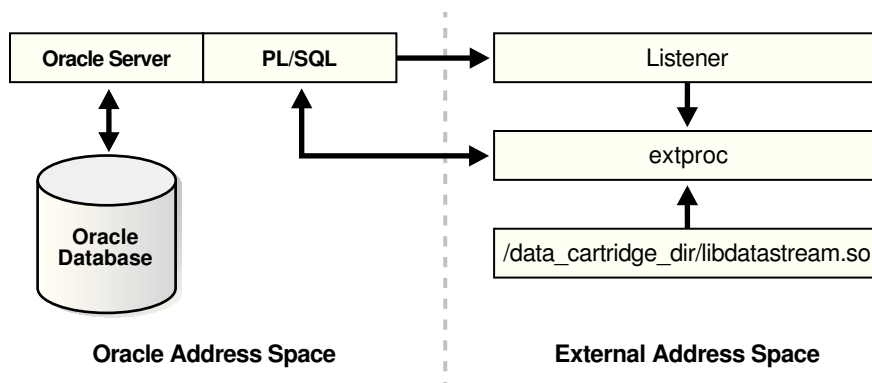 Oracle Server
PL/SQL
Listener
extproc
Oracle
Database
/data_cartridge_dir/libdatastream.so
Oracle Address Space
External Address Space